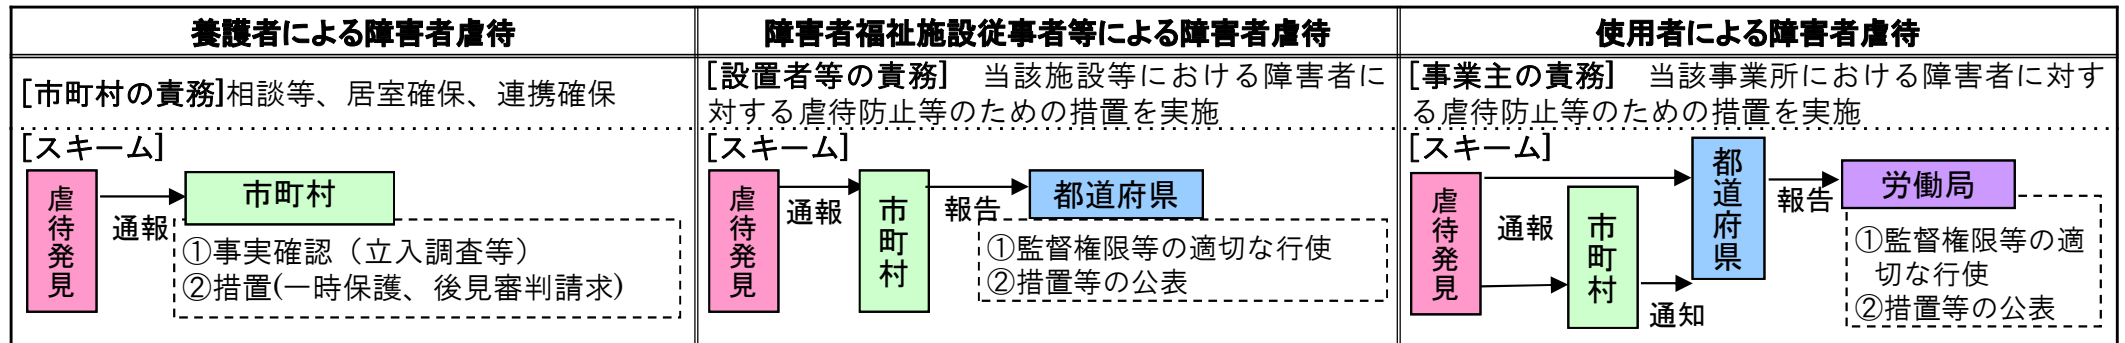 養護者による障害者虐待
[市町村の責務]相談等、居室確保、連携確保
[スキーム]
虐待発見
通報
市町村
①事実確認（立入調査等）
②措置(一時保護、後見審判請求)
障害者福祉施設従事者等による障害者虐待
[設置者等の責務]　当該施設等における障害者に
対する虐待防止等のための措置を実施
[スキーム]
虐待発見
通報
市町村
報告
都道府県
①監督権限等の適切な行使
②措置等の公表
使用者による障害者虐待
[事業主の責務]　当該事業所における障害者に対す
る虐待防止等のための措置を実施
[スキーム]
虐待発見
通報
市町村
通知
都道府県
報告
労働局
①監督権限等の適
切な行使
②措置等の公表